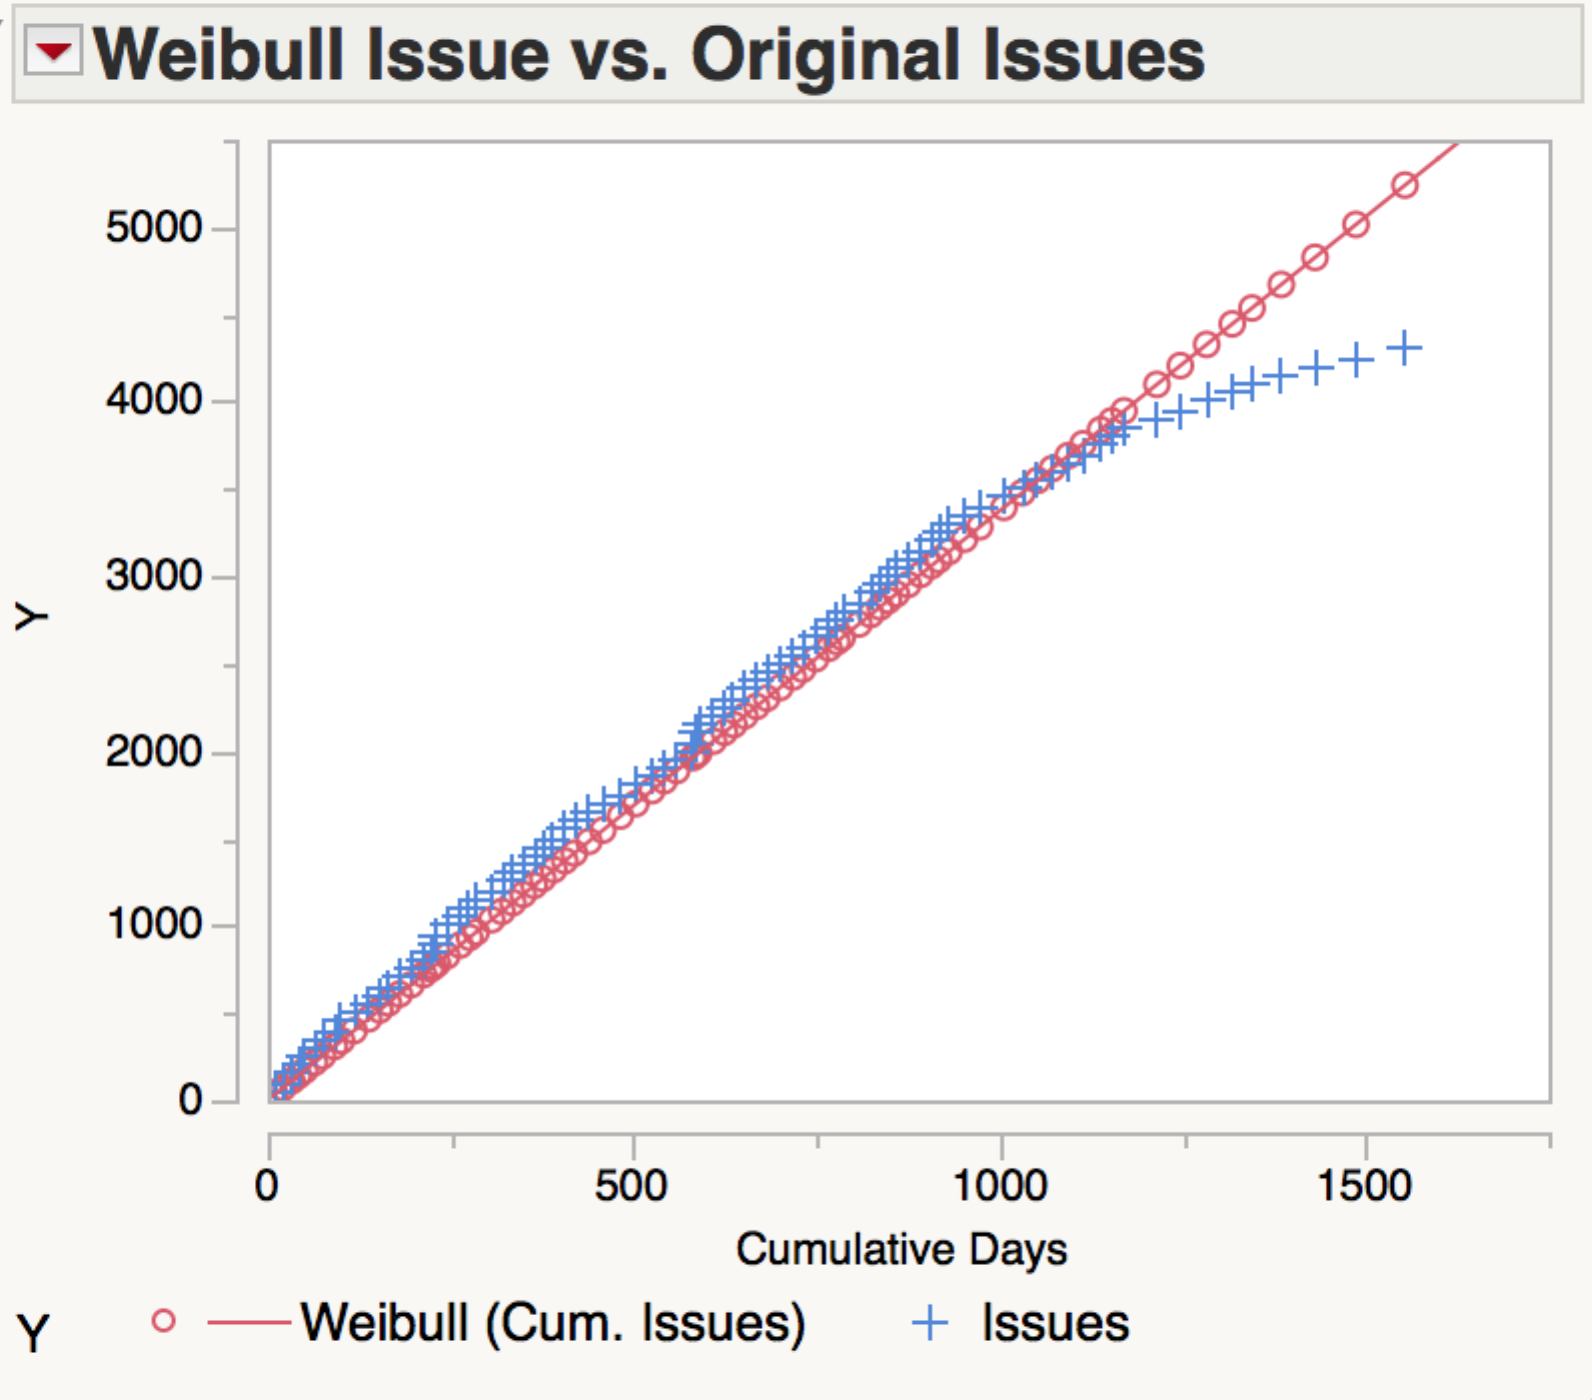 Weibull Issue vs. Original Issues
5000
4000
3000
2000
1000
0
Y
0 500 1000 1500
Cumulative Days
Y Weibull (Cum. Issues) Issues